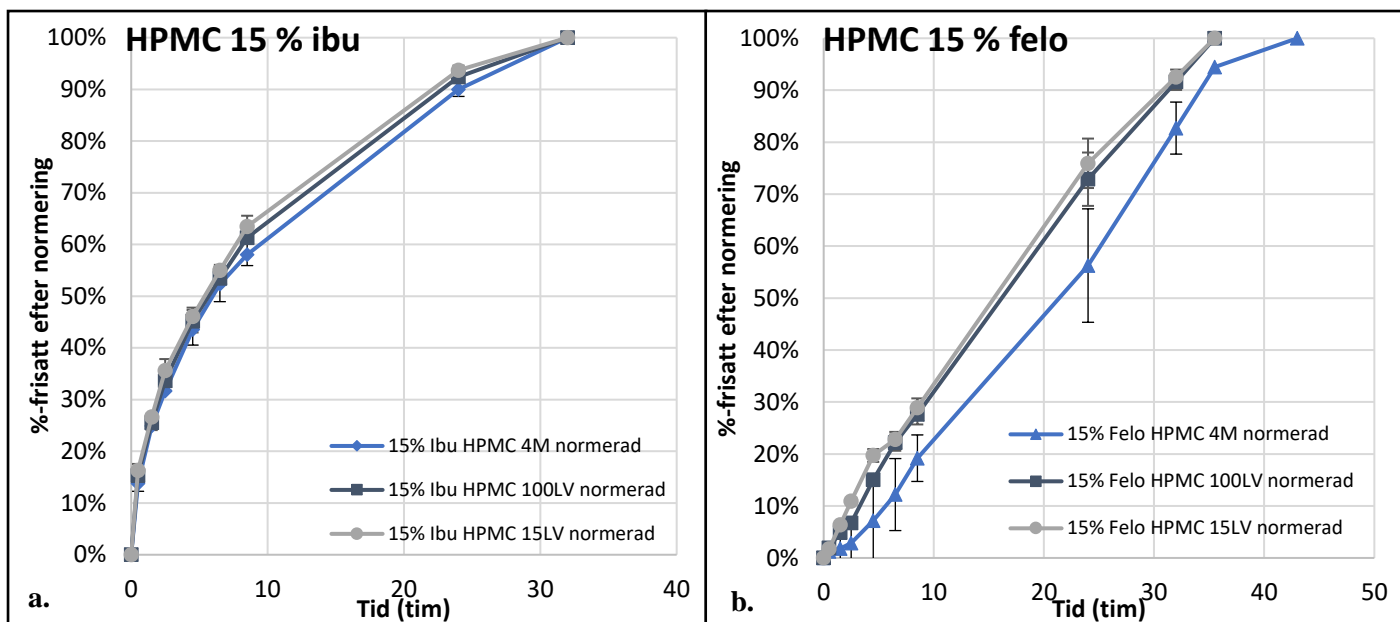 HPMC 15 % ibu
%-frisatt efter normering
100%
90%
80%
70%
60%
50%
40%
30%
20%
10%
0%
0 10 20 30 40
Tid (tim)
15% Ibu HPMC 4M normerad
15% Ibu HPMC 100LV normerad
15% Ibu HPMC 15LV normerad
a.
HPMC 15 % felo
%-frisatt efter normering
100%
90%
80%
70%
60%
50%
40%
30%
20%
10%
0%
0 10 20 30 40 50
Tid (tim)
15% Felo HPMC 4M normerad
15% Felo HPMC 100LV normerad
15% Felo HPMC 15LV normerad
b.